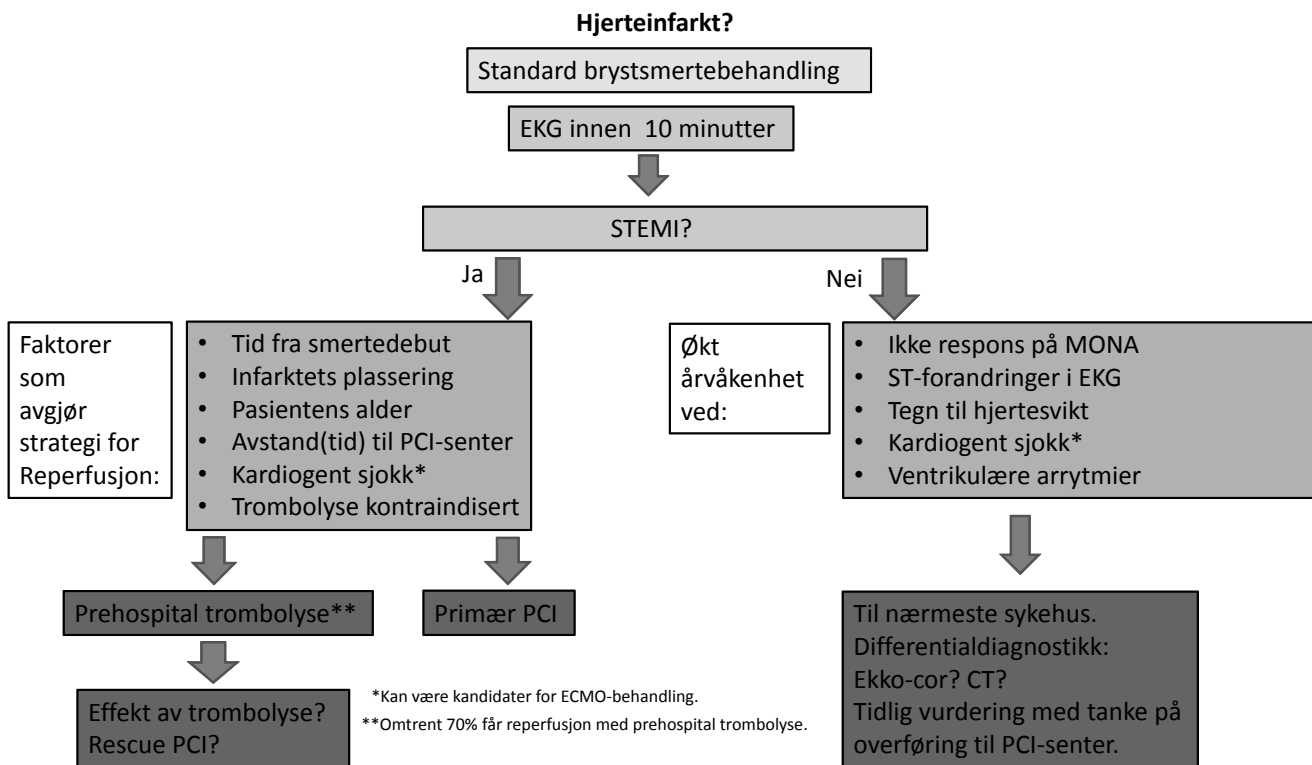 Hjerteinfarkt?
Standard brystsmertebehandling
EKG innen  10 minutter
STEMI?
Ja
Nei
Faktorer
som
avgjør
strategi for
Reperfusjon:
• Tid fra smertedebut
• Infarktets plassering
• Pasientens alder
• Avstand(tid) til PCI-senter
• Kardiogent sjokk*
• Trombolyse kontraindisert
Økt
årvåkenhet
ved:
• Ikke respons på MONA
• ST-forandringer i EKG
• Tegn til hjertesvikt
• Kardiogent sjokk*
• Ventrikulære arrytmier
Prehospital trombolyse**
Primær PCI
Effekt av trombolyse?
Rescue PCI?
*Kan være kandidater for ECMO-behandling.
**Omtrent 70% får reperfusjon med prehospital trombolyse.
Til nærmeste sykehus.
Differentialdiagnostikk:
Ekko-cor? CT?
Tidlig vurdering med tanke på
overføring til PCI-senter.